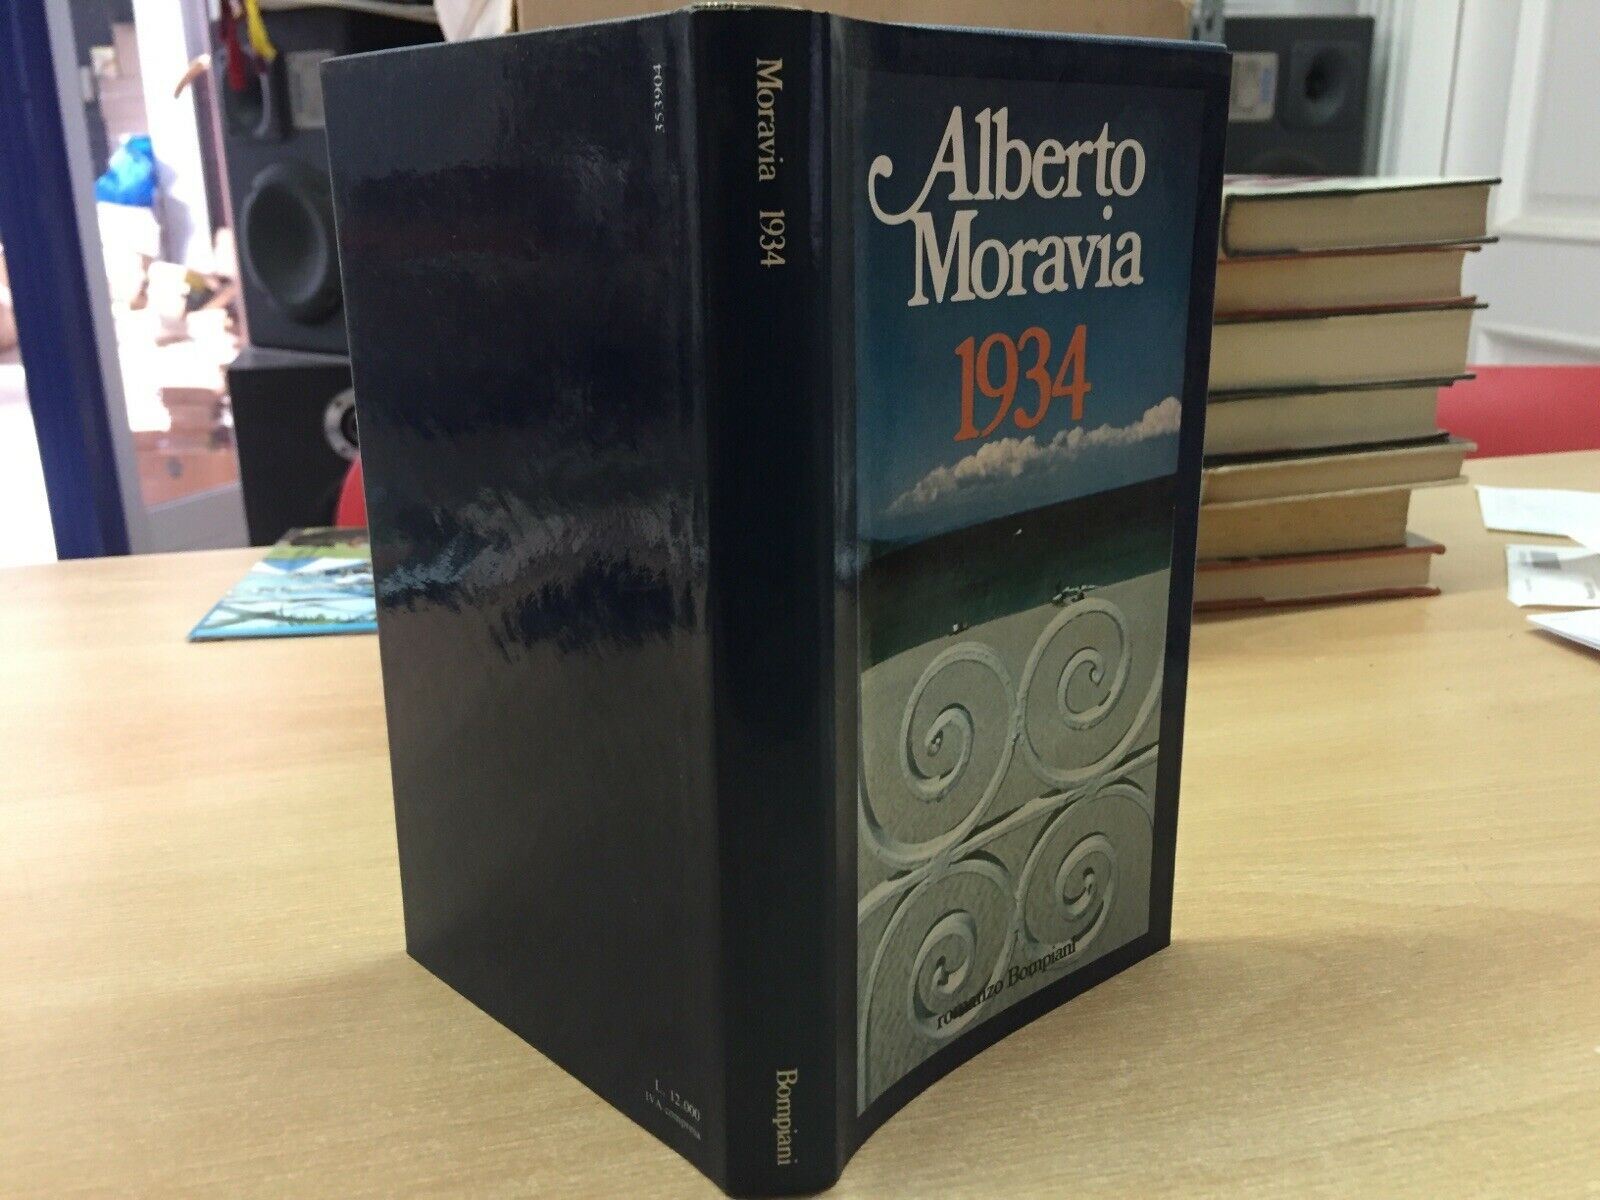 353904
L. 12.000
IVA compresa
Moravia 1934
Bompiani
Alberto
Moravia
1934
romanzo Bompiani